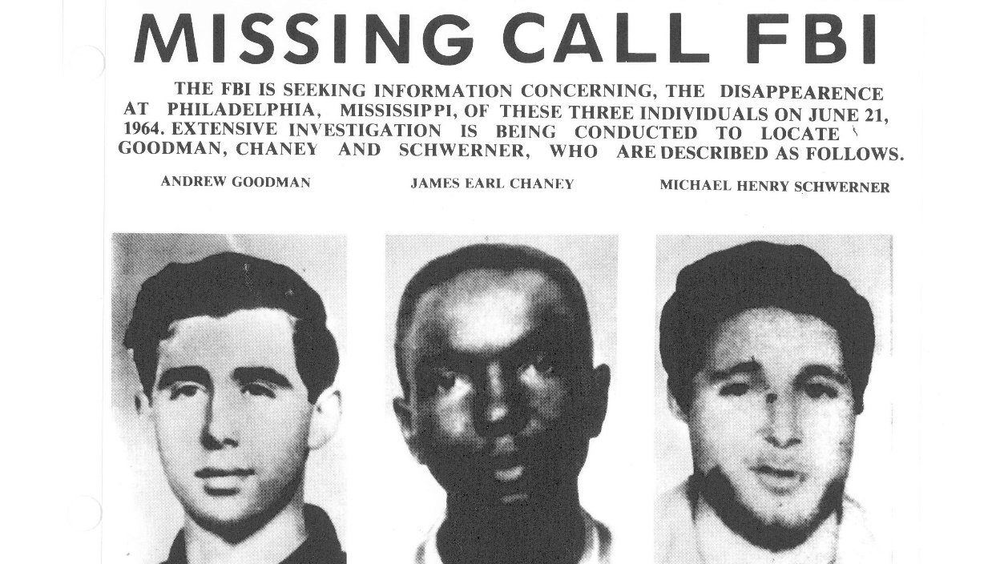 MISSING CALL FBI
THE FBI IS SEEKING INFORMATION CONCERNING, THE DISAPPEARENCE
AT PHILADELPHIA, MISSISSIPPI, OF THESE THREE INDIVIDUALS ON JUNE 21,
1964. EXTENSIVE INVESTIGATION IS BEING CONDUCTED TO LOCATE
GOODMAN, CHANEY AND SCHWERNER, WHO ARE DESCRIBED AS FOLLOWS.
ANDREW GOODMAN JAMES EARL CHANEY MICHAEL HENRY SCHWERNER